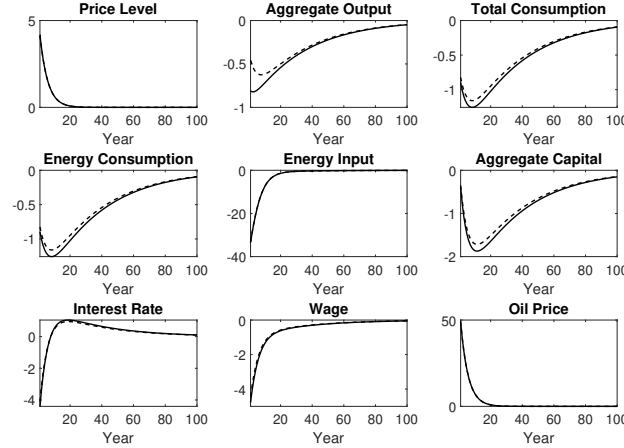 Price Level
Aggregate Output
Total Consumption
5
0
0
0
-0.5
-0.5
-1
-1
20 40 60 80 100
20 40 60 80 100
20 40 60 80 100
Year
Year
Year
Energy Consumption
Energy Input
Aggregate Capital
0
0
0
-0.5
-20
-1
-1
-40
-2
20 40 60 80 100
20 40 60 80 100
20 40 60 80 100
Year
Year
Year
Interest Rate
Wage
Oil Price
0
0
50
-2
-2
-4
-4
0
20 40 60 80 100
20 40 60 80 100
20 40 60 80 100
Year
Year
Year